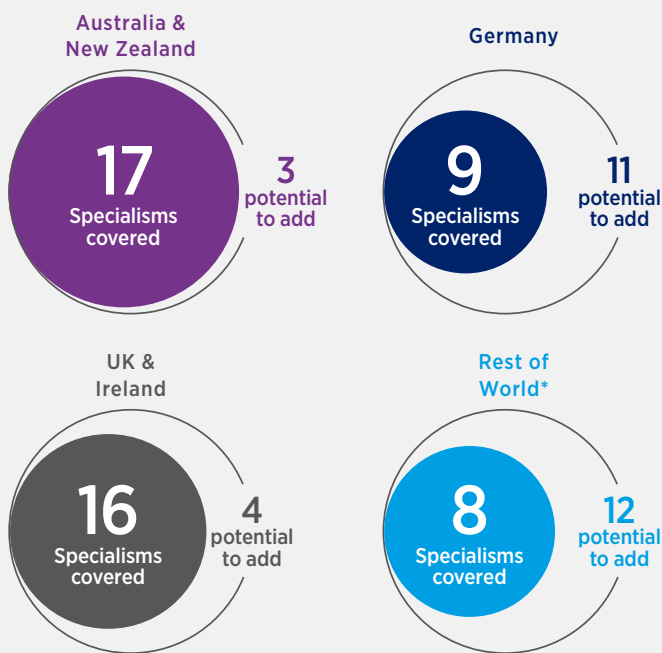 Australia &
New Zealand
17
Specialisms
covered
3
potential
to add
Germany
9
Specialisms
covered
11
potential
to add
UK &
Ireland
16
Specialisms
covered
4
potential
to add
Rest of
World*
8
Specialisms
covered
12
potential
to add